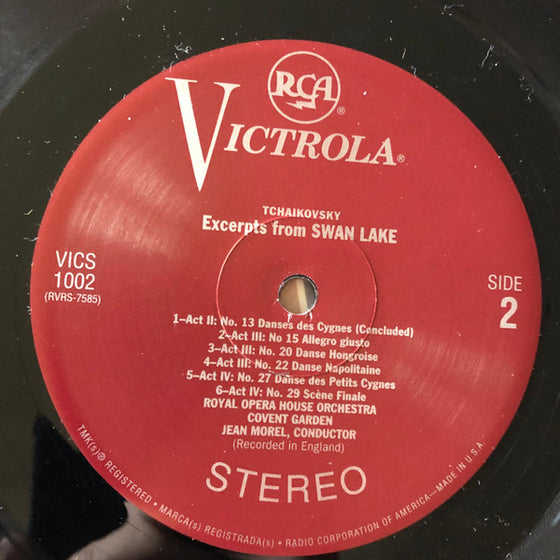 RCA®
VICTROLA®
TCHAIKOVSKY
Excerpts from SWAN LAKE
VICS
1002
(RVRS-7585)
SIDE
2
1–Act II: No. 13 Danses des Cygnes (Concluded)
2–Act III: No 15 Allegro giusto
3–Act III: No. 20 Danse Hongroise
4–Act III: No. 22 Danse Napolitaine
5–Act IV: No. 27 Danse des Petits Cygnes
6–Act IV: No. 29 Scène Finale
ROYAL OPERA HOUSE ORCHESTRA
COVENT GARDEN
JEAN MOREL, CONDUCTOR
(Recorded in England)
STEREO
TMK(s)® REGISTERED • MARCA(s) REGISTRADA(s) • RADIO CORPORATION OF AMERICA—MADE IN U.S.A.